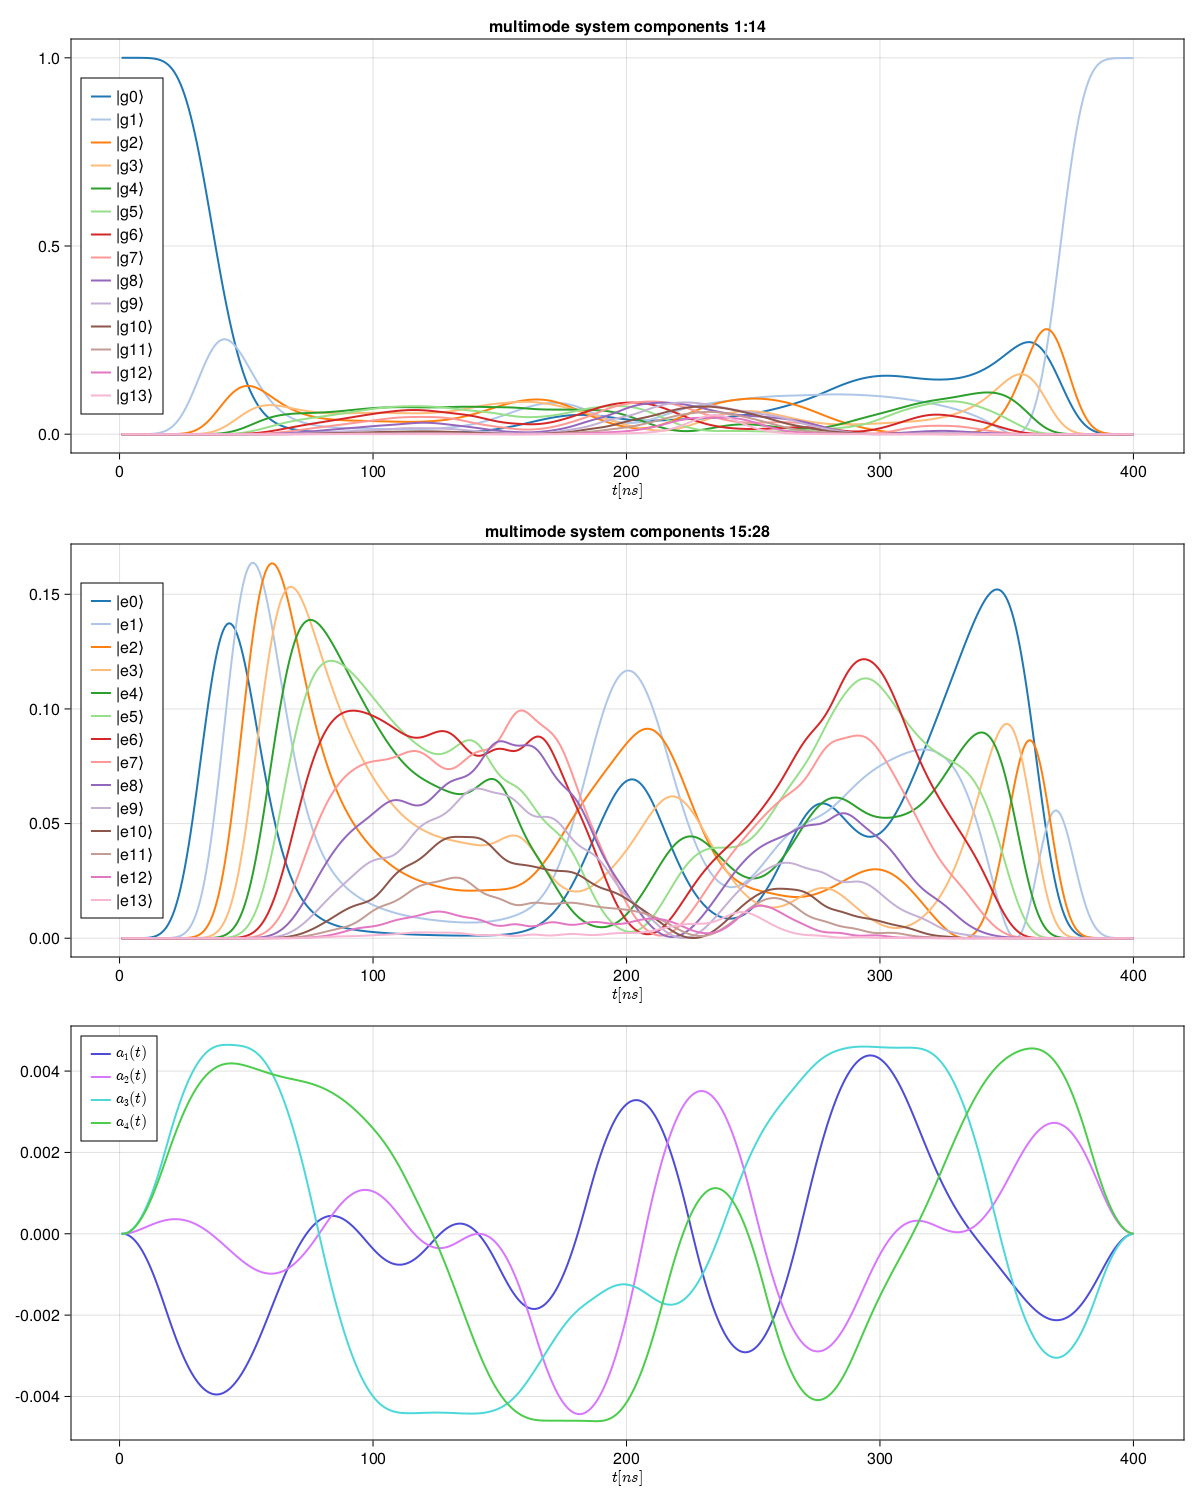 multimode system components 1:14
1.0
0.5
0.0
|g0⟩
|g1⟩
|g2⟩
|g3⟩
|g4⟩
|g5⟩
|g6⟩
|g7⟩
|g8⟩
|g9⟩
|g10⟩
|g11⟩
|g12⟩
|g13⟩
0 100 200 300 400
t[ns]
multimode system components 15:28
0.15
0.10
0.05
0.00
|e0⟩
|e1⟩
|e2⟩
|e3⟩
|e4⟩
|e5⟩
|e6⟩
|e7⟩
|e8⟩
|e9⟩
|e10⟩
|e11⟩
|e12⟩
|e13⟩
0 100 200 300 400
t[ns]
0.004
0.002
0.000
-0.002
-0.004
a₁(t)
a₂(t)
a₃(t)
a₄(t)
0 100 200 300 400
t[ns]